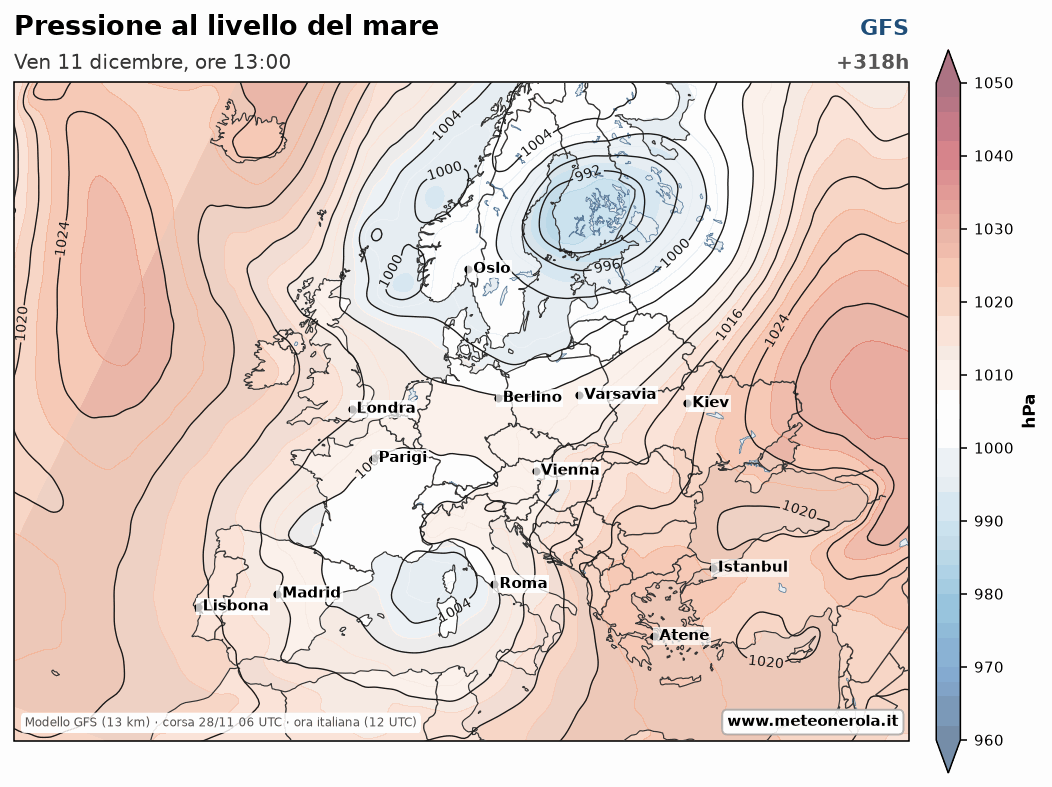 Pressione al livello del mare
GFS
Ven 11 dicembre, ore 13:00
+318h
1004
1004
1000
992
1024
1000
1000
996
Oslo
1020
1016
1024
Londra
Berlino
Varsavia
Kiev
10
Parigi
Vienna
1020
Istanbul
Roma
Madrid
Lisbona
1004
Atene
1020
Modello GFS (13 km) · corsa 28/11 06 UTC · ora italiana (12 UTC)
www.meteonerola.it
1050
1040
1030
1020
1010
1000
990
980
970
960
hPa